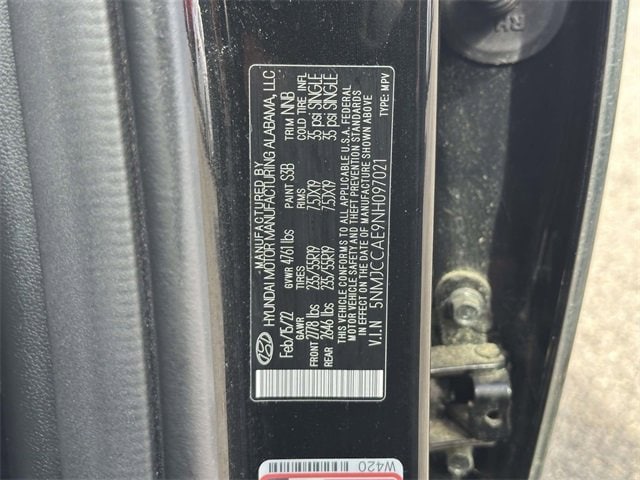 MANUFACTURED BY
HYUNDAI MOTOR MANUFACTURING ALABAMA, LLC
Feb/15/22 GVWR 4761 lbs PAINT S3B TRIM NNB
GAWR TIRES RIMS COLD TIRE INFL
FRONT 2778 lbs 235/55R19 7.5JX19 35 psi SINGLE
REAR 2646 lbs 235/55R19 7.5JX19 35 psi SINGLE
THIS VEHICLE CONFORMS TO ALL APPLICABLE U.S.A. FEDERAL
MOTOR VEHICLE SAFETY AND THEFT PREVENTION STANDARDS
IN EFFECT ON THE DATE OF MANUFACTURE SHOWN ABOVE
V.I.N 5NMJCCAE9NH097021 TYPE: MPV
RH
W420